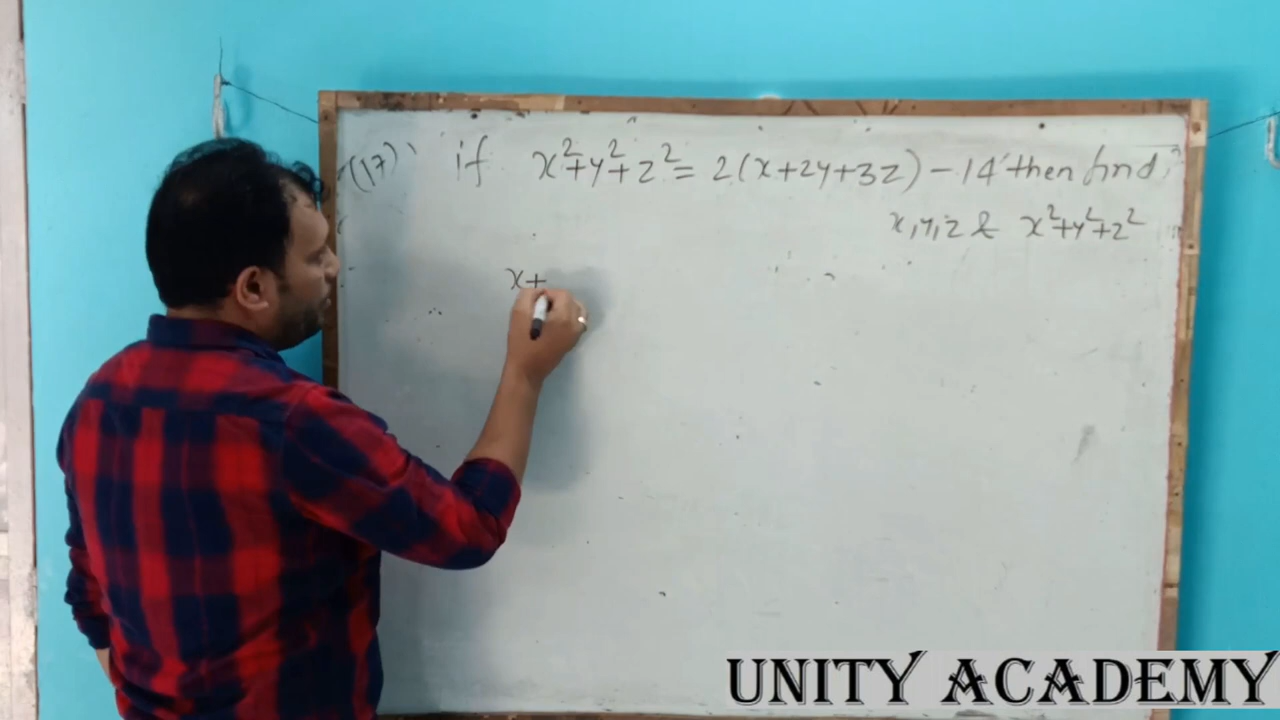 (17) if x²+y²+z² = 2(x+2y+3z) - 14 then find
x,y,z & x²+y²+z²
x+
UNITY ACADEMY